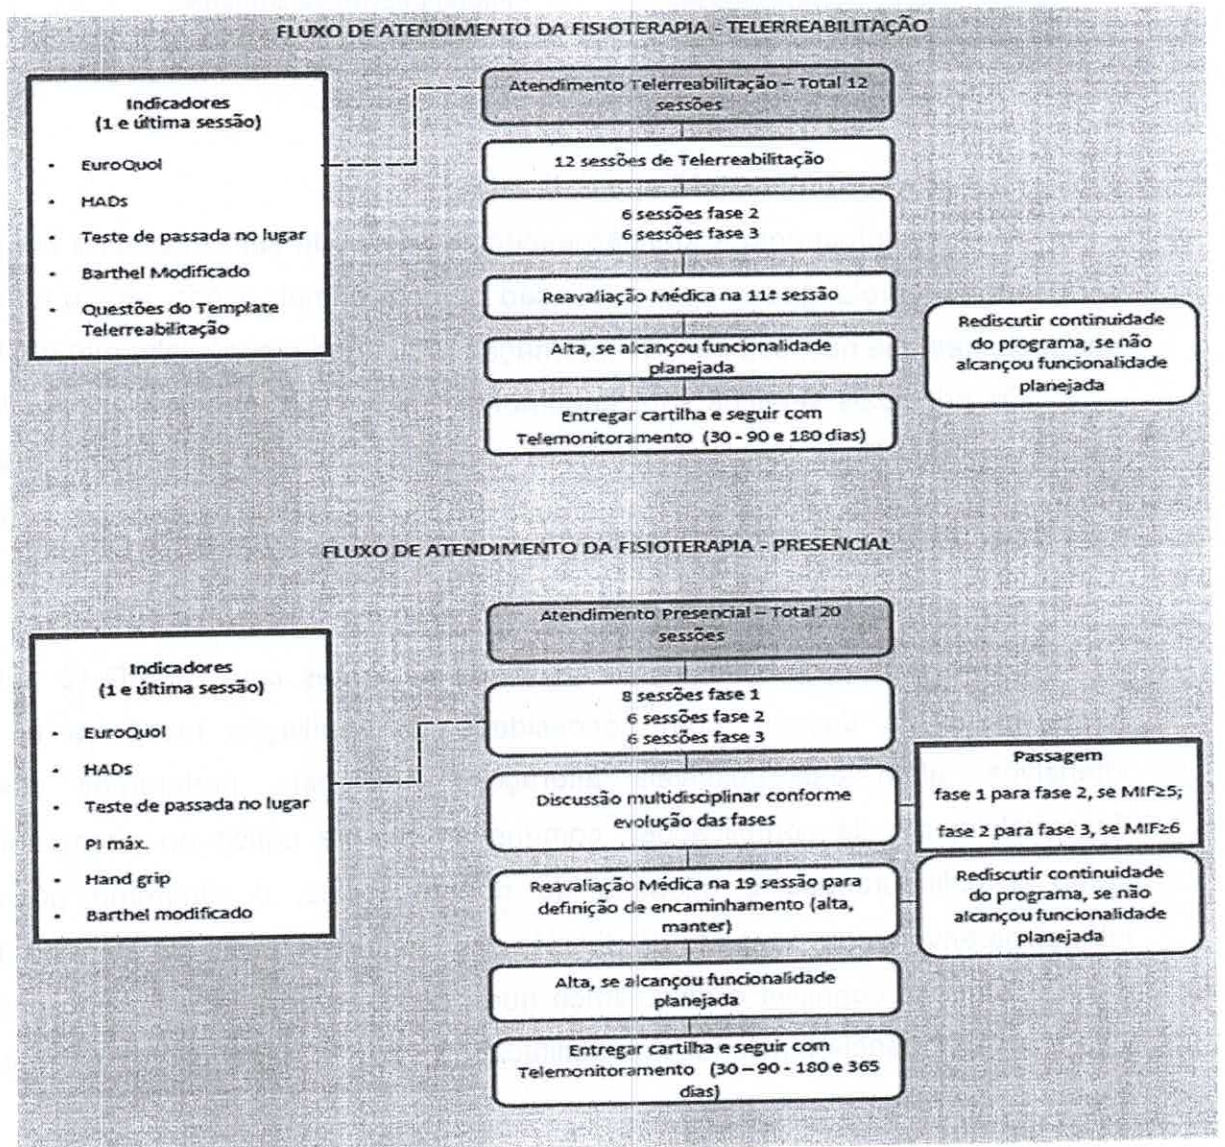 FLUXO DE ATENDIMENTO DA FISIOTERAPIA - TELERREABILITAÇÃO
Indicadores
(1 e última sessão)
• EuroQuol
• HADs
• Teste de passada no lugar
• Barthel Modificado
• Questões do Template
Telerreabilitação
Atendimento Telerreabilitação – Total 12
sessões
12 sessões de Telerreabilitação
6 sessões fase 2
6 sessões fase 3
Reavaliação Médica na 11ª sessão
Alta, se alcançou funcionalidade
planejada
Rediscutir continuidade
do programa, se não
alcançou funcionalidade
planejada
Entregar cartilha e seguir com
Telemonitoramento (30 - 90 e 180 dias)
FLUXO DE ATENDIMENTO DA FISIOTERAPIA - PRESENCIAL
Indicadores
(1 e última sessão)
• EuroQuol
• HADs
• Teste de passada no lugar
• PI máx.
• Hand grip
• Barthel modificado
Atendimento Presencial – Total 20
sessões
8 sessões fase 1
6 sessões fase 2
6 sessões fase 3
Discussão multidisciplinar conforme
evolução das fases
Passagem
fase 1 para fase 2, se MIF≥5;
fase 2 para fase 3, se MIF≥6
Reavaliação Médica na 19 sessão para
definição de encaminhamento (alta,
manter)
Rediscutir continuidade
do programa, se não
alcançou funcionalidade
planejada
Alta, se alcançou funcionalidade
planejada
Entregar cartilha e seguir com
Telemonitoramento (30 – 90 - 180 e 365
dias)